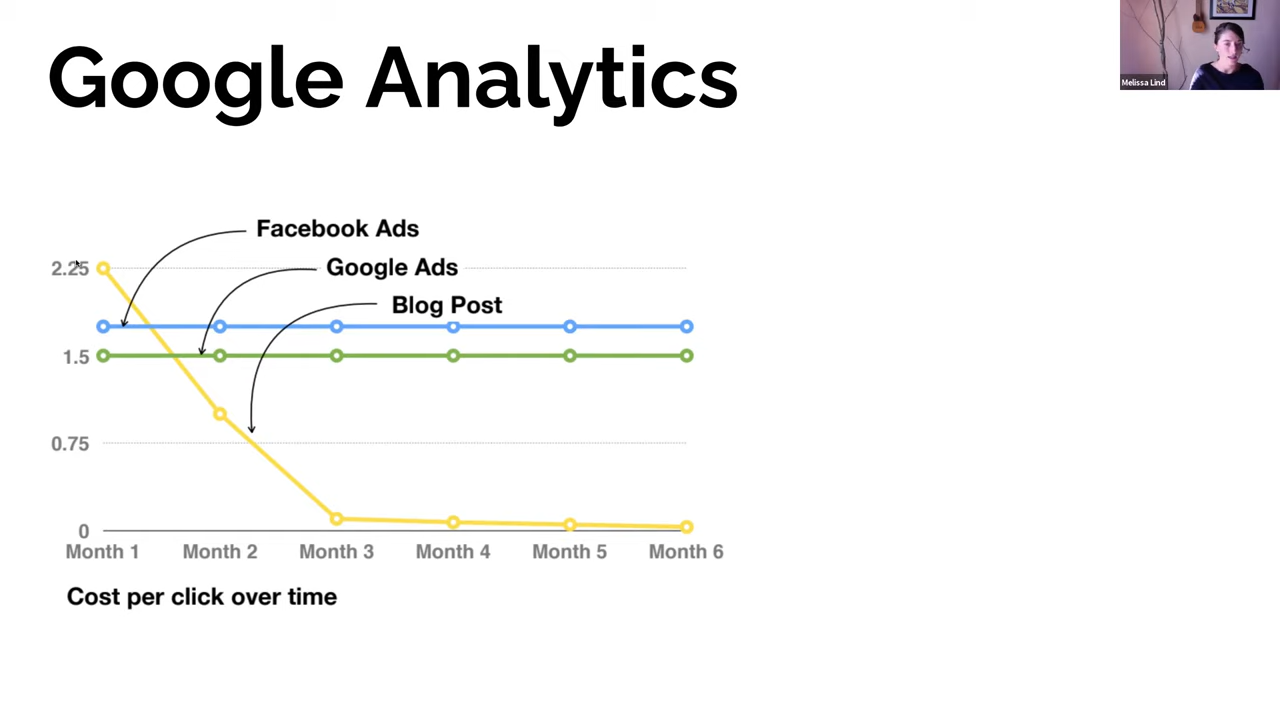 Google Analytics
Melissa Lind
Facebook Ads
2.25
Google Ads
Blog Post
1.5
0.75
0
Month 1 Month 2 Month 3 Month 4 Month 5 Month 6
Cost per click over time